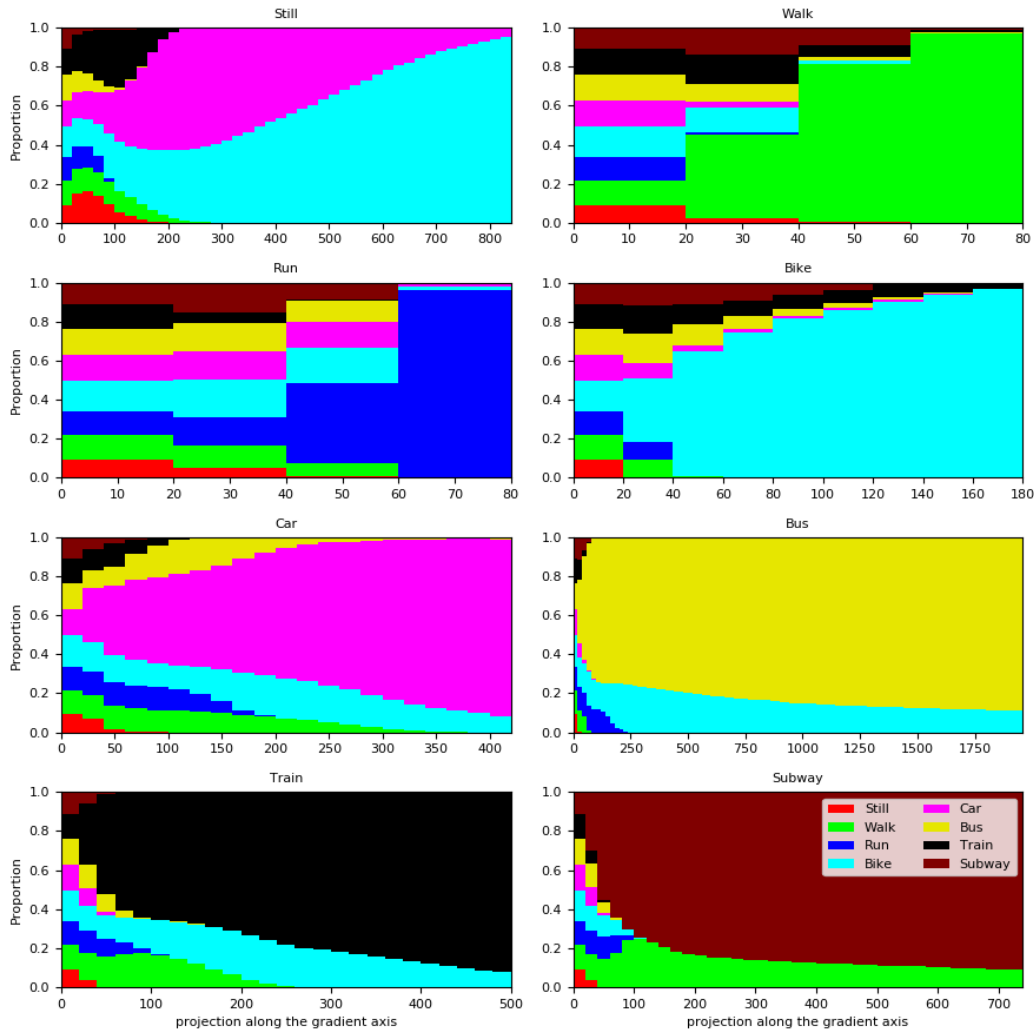 Still
Walk
Proportion
1.0
0.8
0.6
0.4
0.2
0.0
0 100 200 300 400 500 600 700 800
1.0
0.8
0.6
0.4
0.2
0.0
0 10 20 30 40 50 60 70 80
Run
Bike
Proportion
1.0
0.8
0.6
0.4
0.2
0.0
0 10 20 30 40 50 60 70 80
1.0
0.8
0.6
0.4
0.2
0.0
0 20 40 60 80 100 120 140 160 180
Car
Bus
Proportion
1.0
0.8
0.6
0.4
0.2
0.0
0 50 100 150 200 250 300 350 400
1.0
0.8
0.6
0.4
0.2
0.0
0 250 500 750 1000 1250 1500 1750
Train
Subway
Proportion
1.0
0.8
0.6
0.4
0.2
0.0
0 100 200 300 400 500
projection along the gradient axis
1.0
0.8
0.6
0.4
0.2
0.0
Still Car
Walk Bus
Run Train
Bike Subway
0 100 200 300 400 500 600 700
projection along the gradient axis